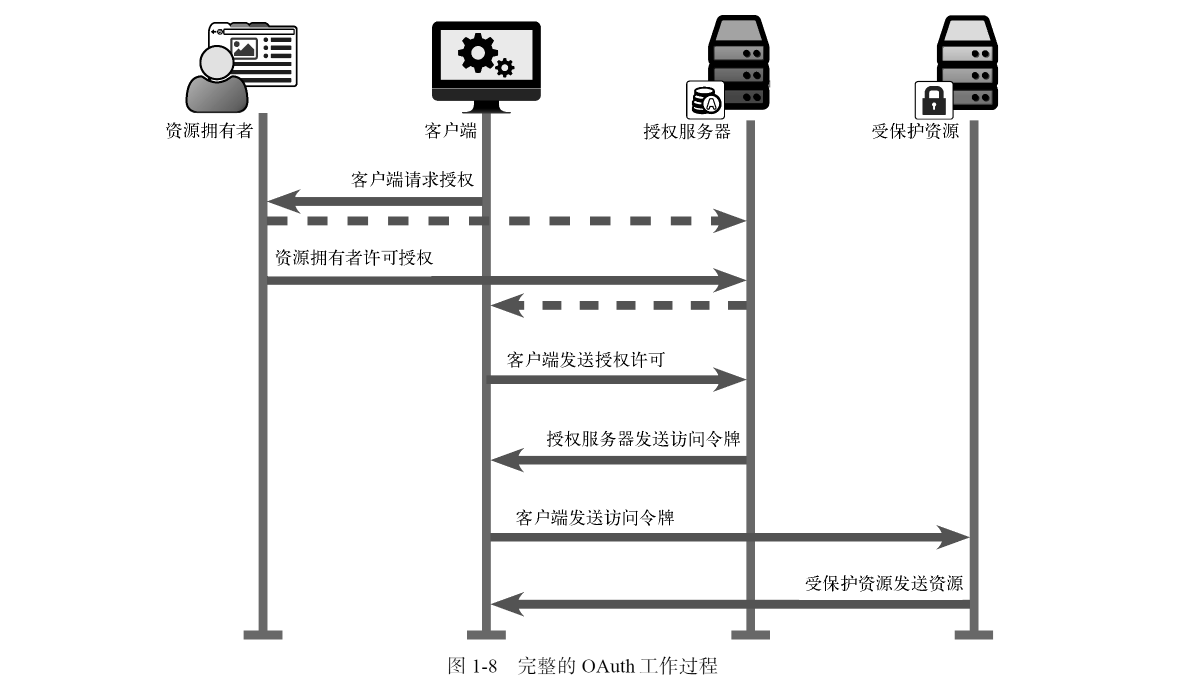 资源拥有者
客户端
授权服务器
受保护资源
客户端请求授权
资源拥有者许可授权
客户端发送授权许可
授权服务器发送访问令牌
客户端发送访问令牌
受保护资源发送资源
图 1-8 完整的 OAuth 工作过程